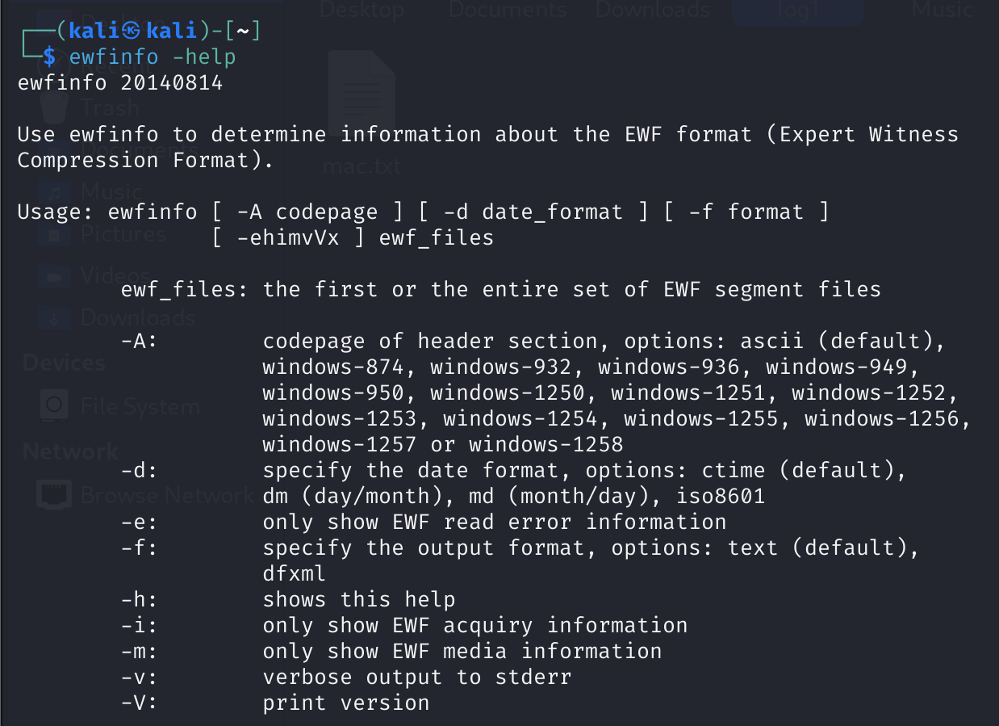 Desktop Documents Downloads log1 Music
┌──(kali㉿kali)-[~]
└─$ ewfinfo -help
ewfinfo 20140814
Trash
Use ewfinfo to determine information about the EWF format (Expert Witness
Compression Format).
Documents
mac.txt
Music
Usage: ewfinfo [ -A codepage ] [ -d date_format ] [ -f format ]
Pictures
[ -ehimvVx ] ewf_files
Videos
ewf_files: the first or the entire set of EWF segment files
Downloads
-A: codepage of header section, options: ascii (default),
Devices
windows-874, windows-932, windows-936, windows-949,
windows-950, windows-1250, windows-1251, windows-1252,
File System
windows-1253, windows-1254, windows-1255, windows-1256,
Network
windows-1257 or windows-1258
-d: specify the date format, options: ctime (default),
Browse Network
dm (day/month), md (month/day), iso8601
-e: only show EWF read error information
-f: specify the output format, options: text (default),
dfxml
-h: shows this help
-i: only show EWF acquiry information
-m: only show EWF media information
-v: verbose output to stderr
-V: print version